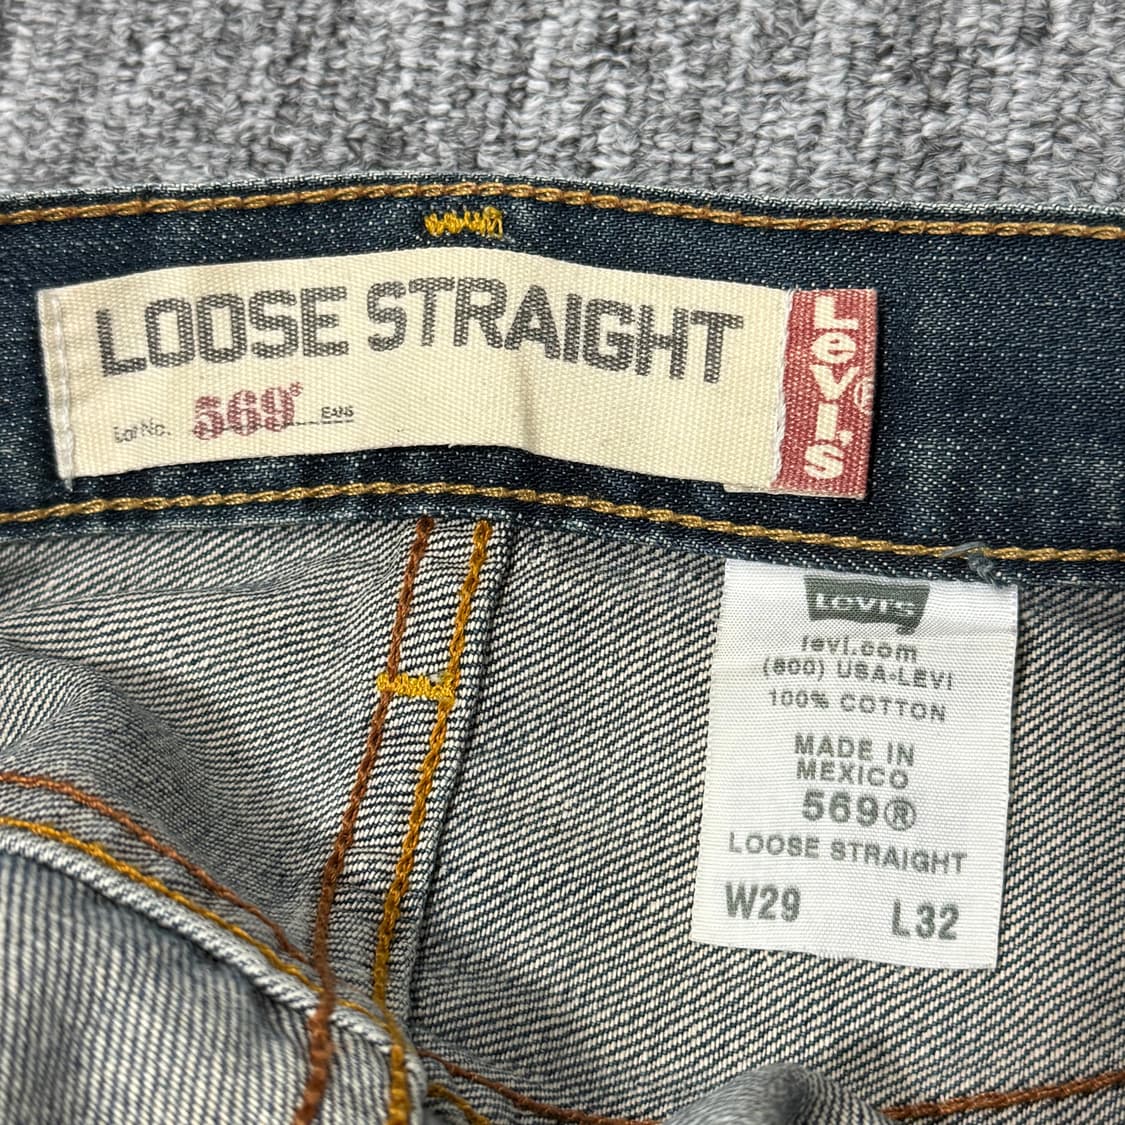 LOOSE STRAIGHT
Lot No. 569® JEANS
Levi's®
Levi's
levi.com
(800) USA-LEVI
100% COTTON
MADE IN
MEXICO
569®
LOOSE STRAIGHT
W29 L32